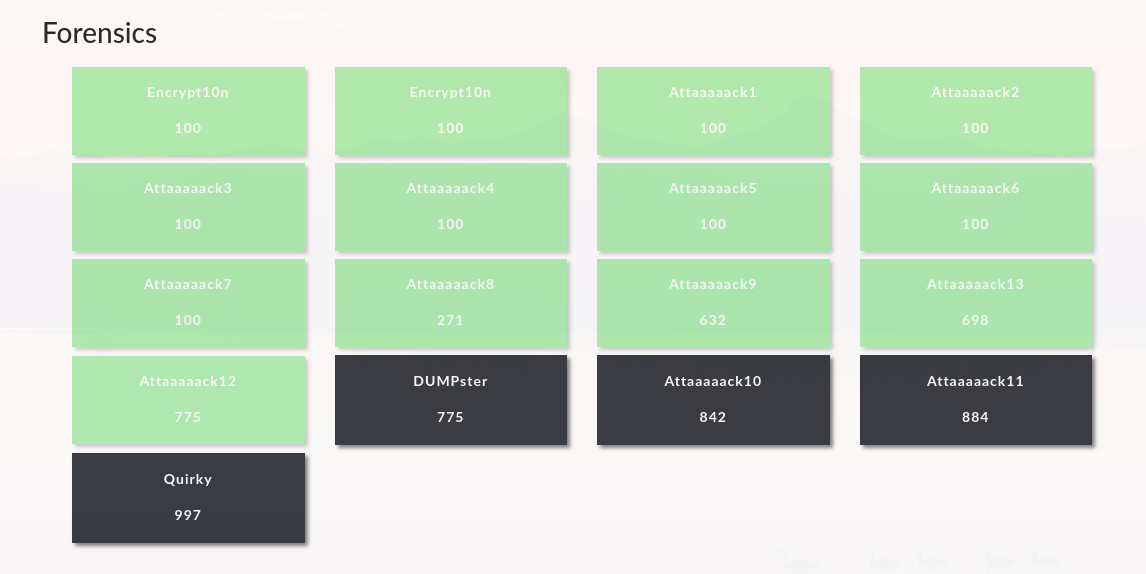 Forensics
Encrypt10n
100
Encrypt10n
100
Attaaaaack1
100
Attaaaaack2
100
Attaaaaack3
100
Attaaaaack4
100
Attaaaaack5
100
Attaaaaack6
100
Attaaaaack7
100
Attaaaaack8
271
Attaaaaack9
632
Attaaaaack13
698
Attaaaaack12
775
DUMPster
775
Attaaaaack10
842
Attaaaaack11
884
Quirky
997